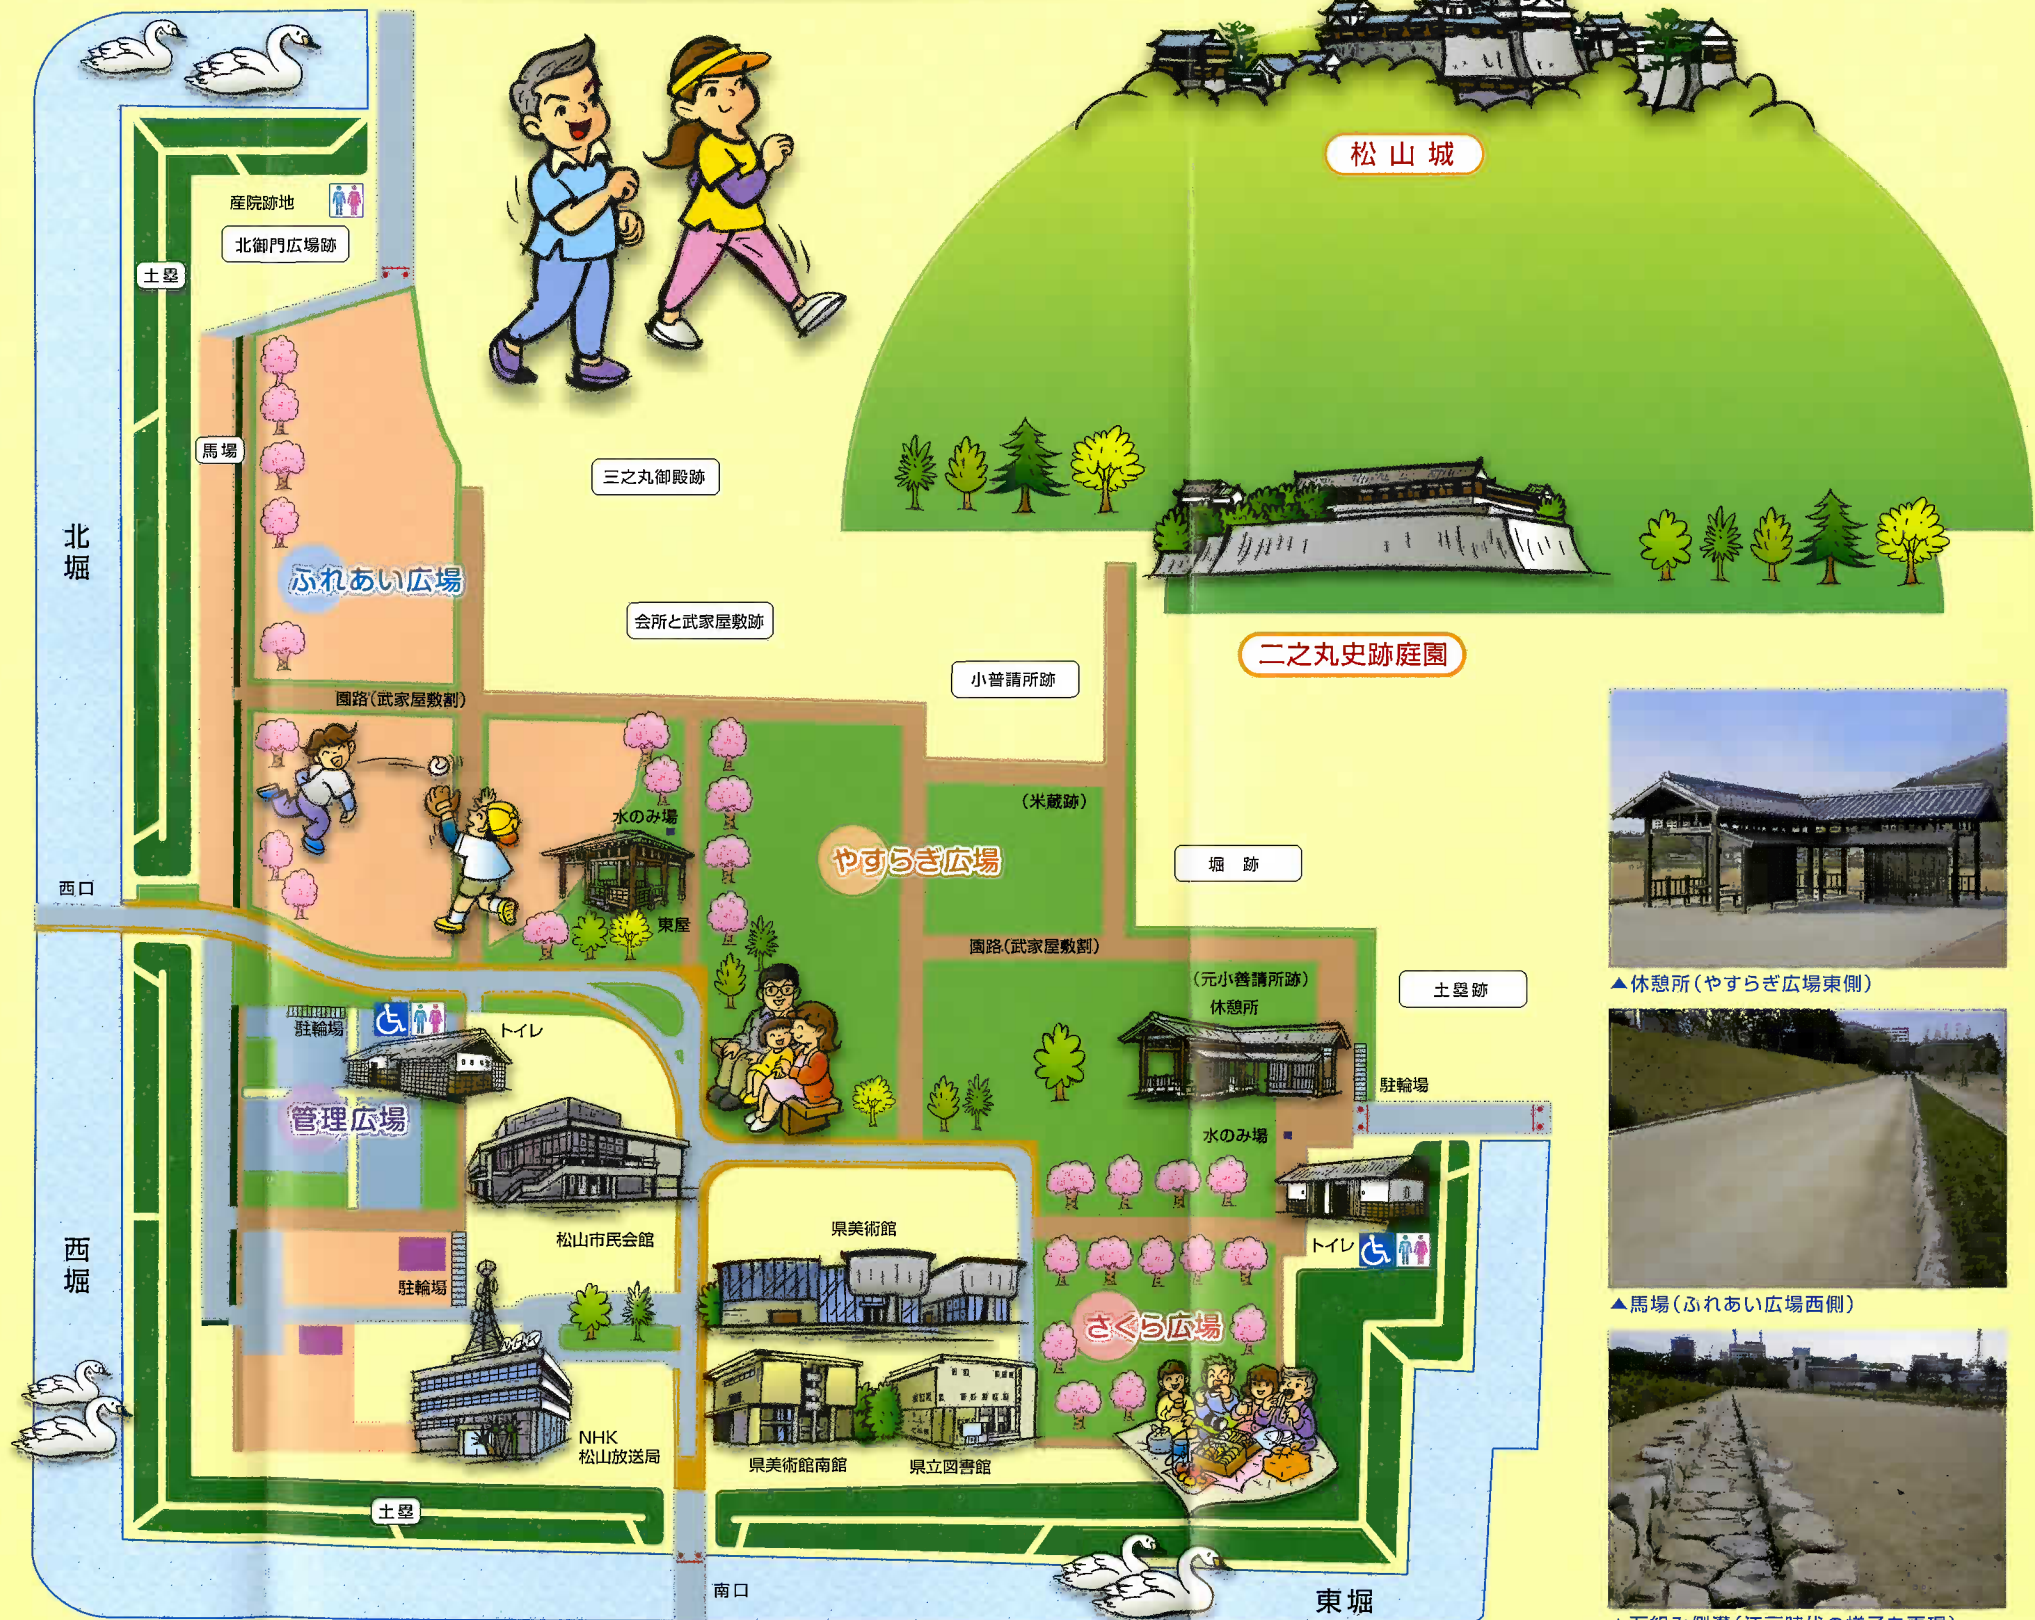 松山城
産院跡地
北御門広場跡
土塁
馬場
三之丸御殿跡
北堀
ふれあい広場
会所と武家屋敷跡
小普請所跡
二之丸史跡庭園
園路(武家屋敷割)
(米蔵跡)
水のみ場
やすらぎ広場
堀 跡
西口
東屋
園路(武家屋敷割)
(元小普請所跡)
休憩所
土塁跡
▲休憩所(やすらぎ広場東側)
駐輪場
トイレ
駐輪場
管理広場
水のみ場
松山市民会館
県美術館
トイレ
西堀
駐輪場
さくら広場
▲馬場(ふれあい広場西側)
NHK
松山放送局
県美術館南館
県立図書館
土塁
南口
東堀